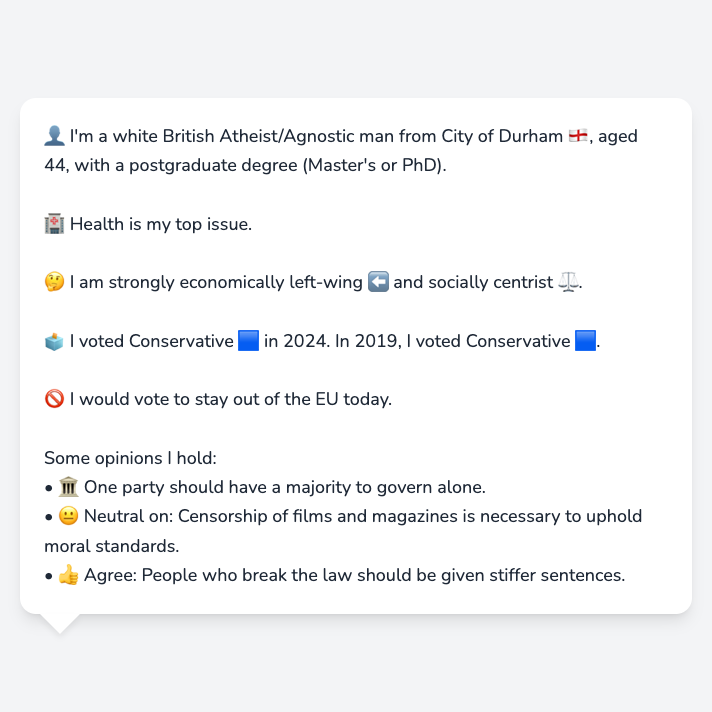 👤 I'm a white British Atheist/Agnostic man from City of Durham 🏴󠁧󠁢󠁥󠁮󠁧󠁿, aged
44, with a postgraduate degree (Master's or PhD).
🏥 Health is my top issue.
🤔 I am strongly economically left-wing ⬅️ and socially centrist ⚖️.
🗳️ I voted Conservative 🟦 in 2024. In 2019, I voted Conservative 🟦.
🚫 I would vote to stay out of the EU today.
Some opinions I hold:
• 🏛️ One party should have a majority to govern alone.
• 😐 Neutral on: Censorship of films and magazines is necessary to uphold
moral standards.
• 👍 Agree: People who break the law should be given stiffer sentences.